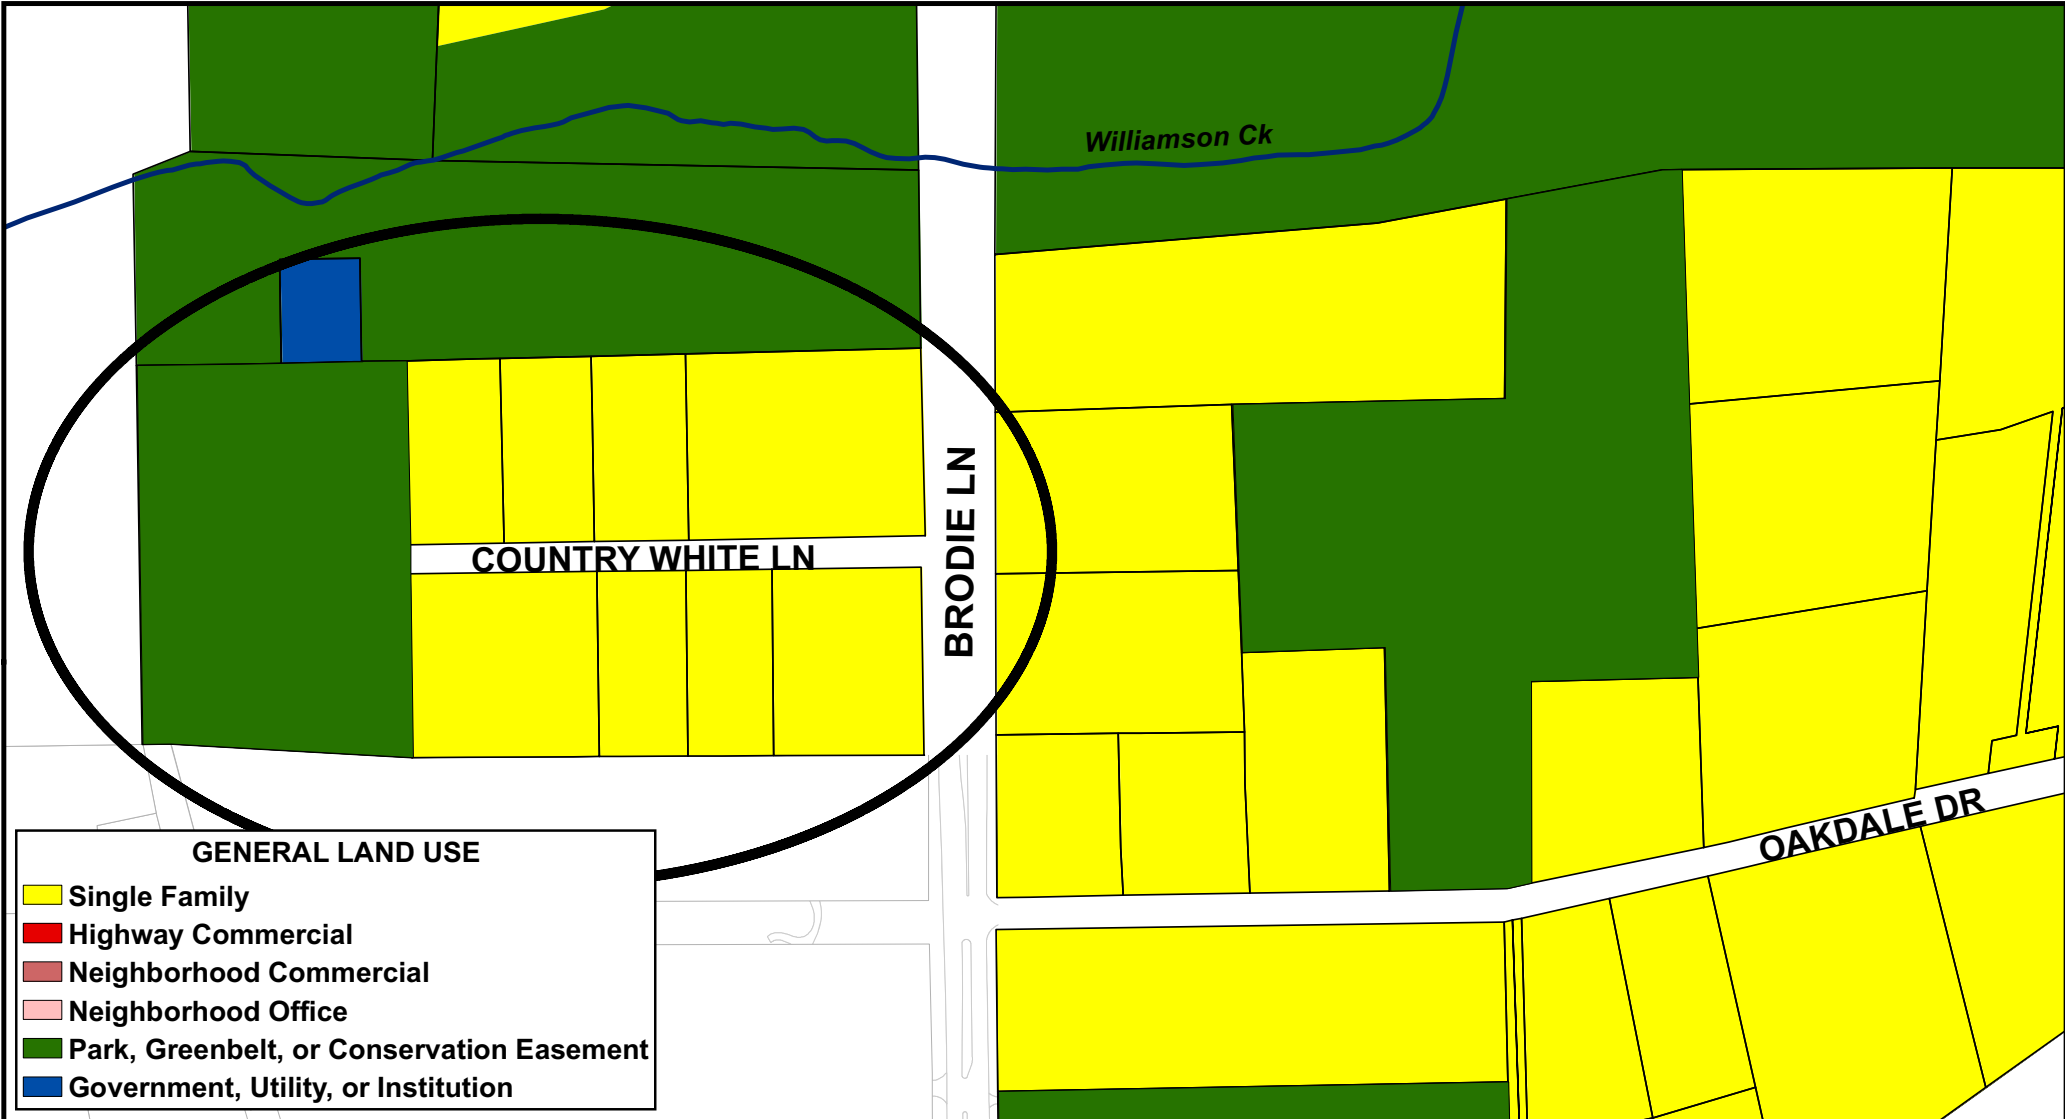 Williamson Ck
COUNTRY WHITE LN
BRODIE LN
OAKDALE DR
GENERAL LAND USE
Single Family
Highway Commercial
Neighborhood Commercial
Neighborhood Office
Park, Greenbelt, or Conservation Easement
Government, Utility, or Institution